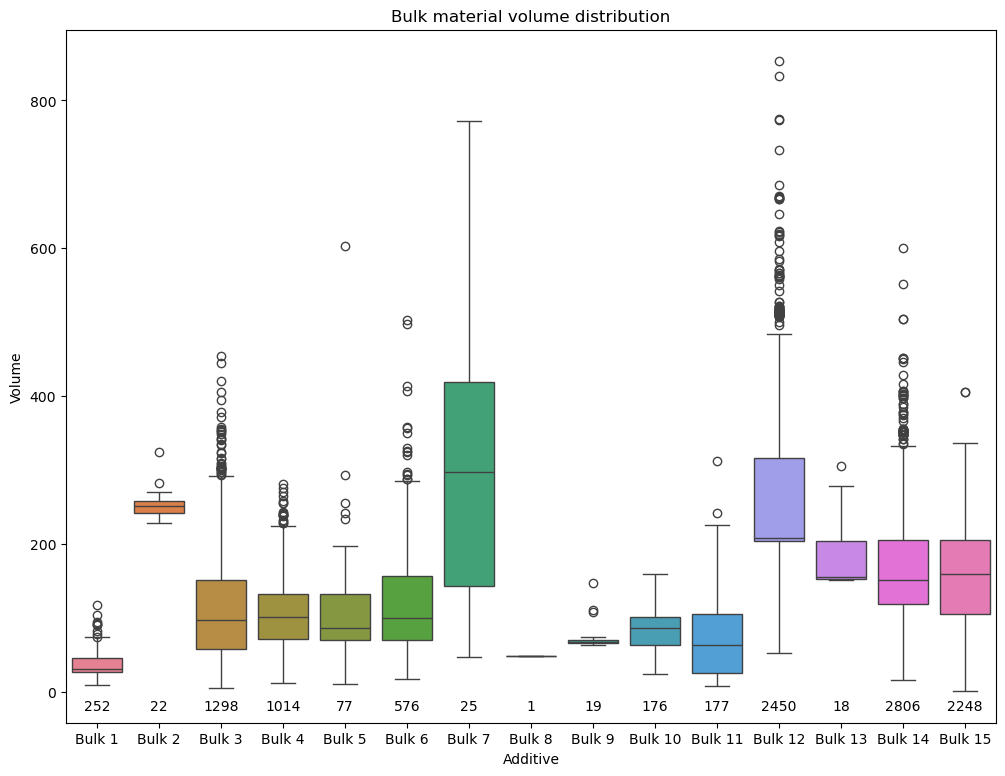 Bulk material volume distribution
Volume
800
600
400
200
0
252 22 1298 1014 77 576 25 1 19 176 177 2450 18 2806 2248
Bulk 1 Bulk 2 Bulk 3 Bulk 4 Bulk 5 Bulk 6 Bulk 7 Bulk 8 Bulk 9 Bulk 10 Bulk 11 Bulk 12 Bulk 13 Bulk 14 Bulk 15
Additive